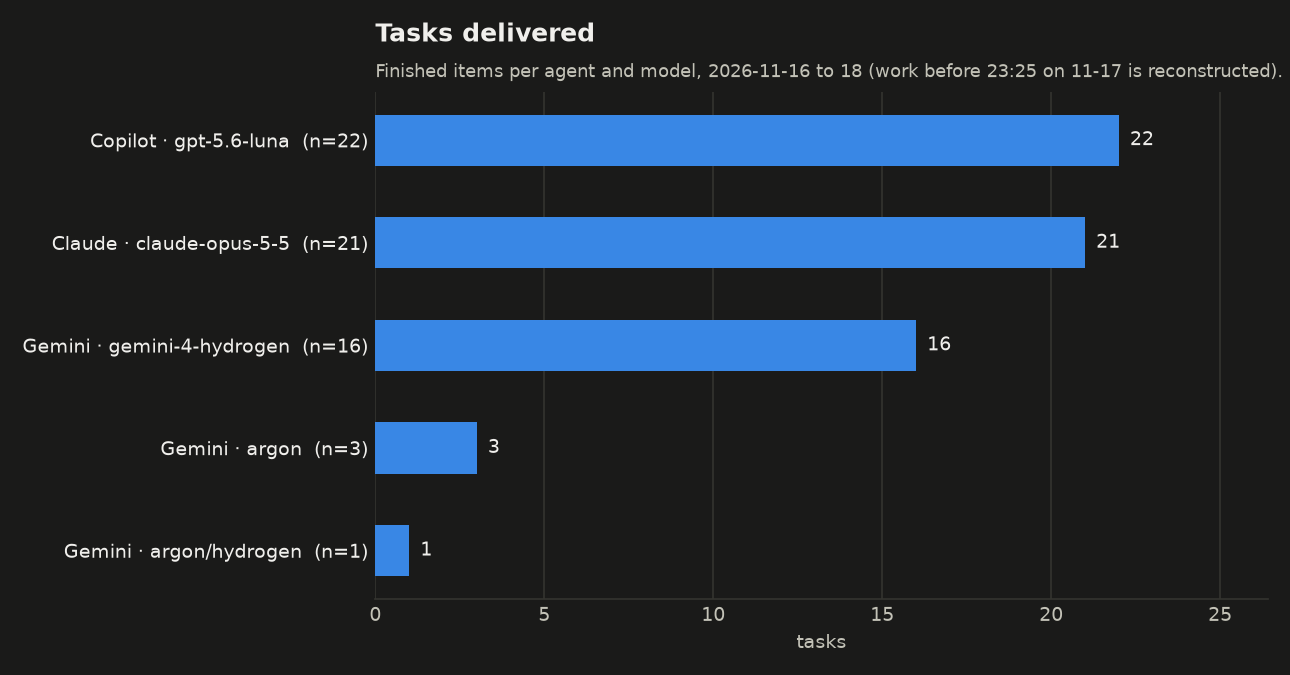 Tasks delivered
Finished items per agent and model, 2026-11-16 to 18 (work before 23:25 on 11-17 is reconstructed).
Copilot · gpt-5.6-luna (n=22)
22
Claude · claude-opus-5-5 (n=21)
21
Gemini · gemini-4-hydrogen (n=16)
16
Gemini · argon (n=3)
3
Gemini · argon/hydrogen (n=1)
1
0 5 10 15 20 25
tasks